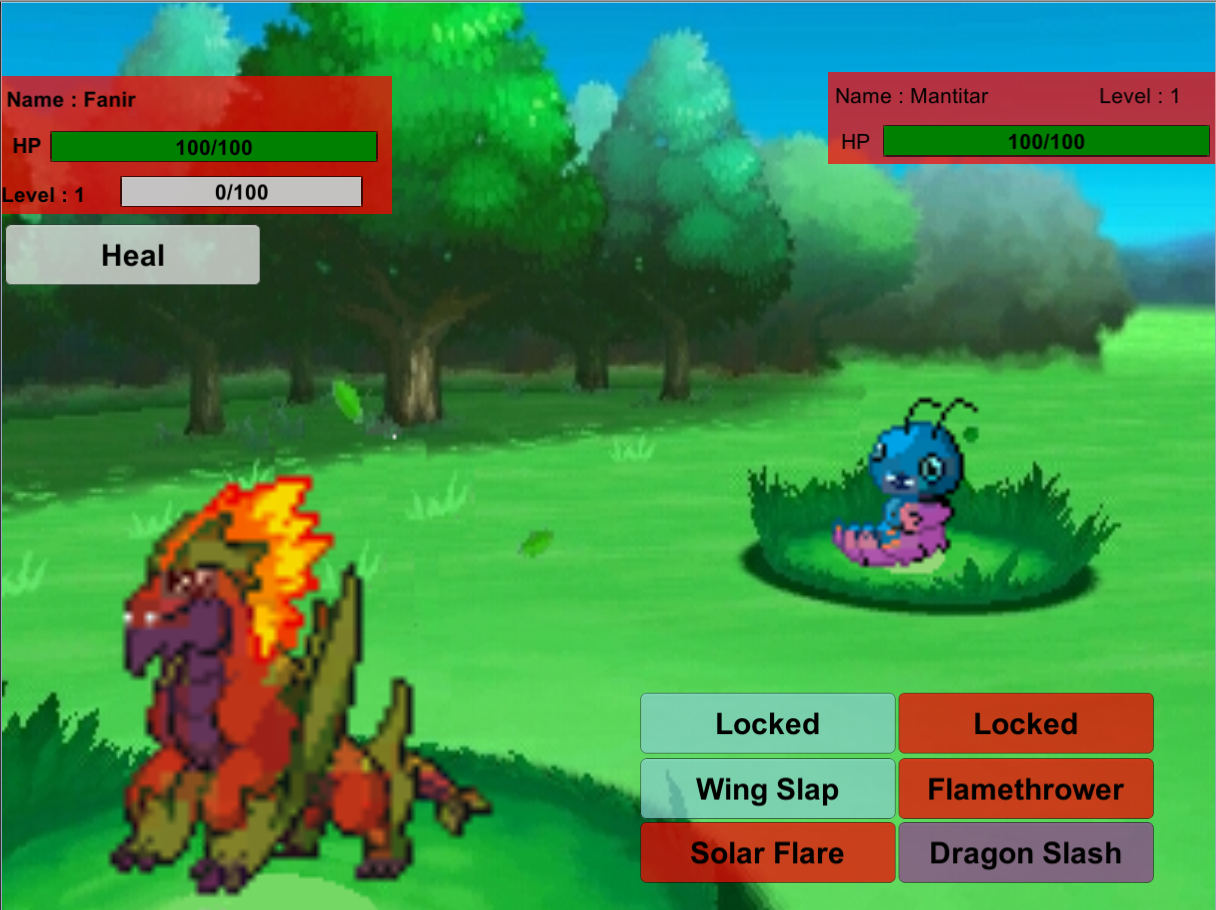 Name : Fanir
HP 100/100
Level : 1 0/100
Heal
Name : Mantitar Level : 1
HP 100/100
Locked Locked
Wing Slap Flamethrower
Solar Flare Dragon Slash